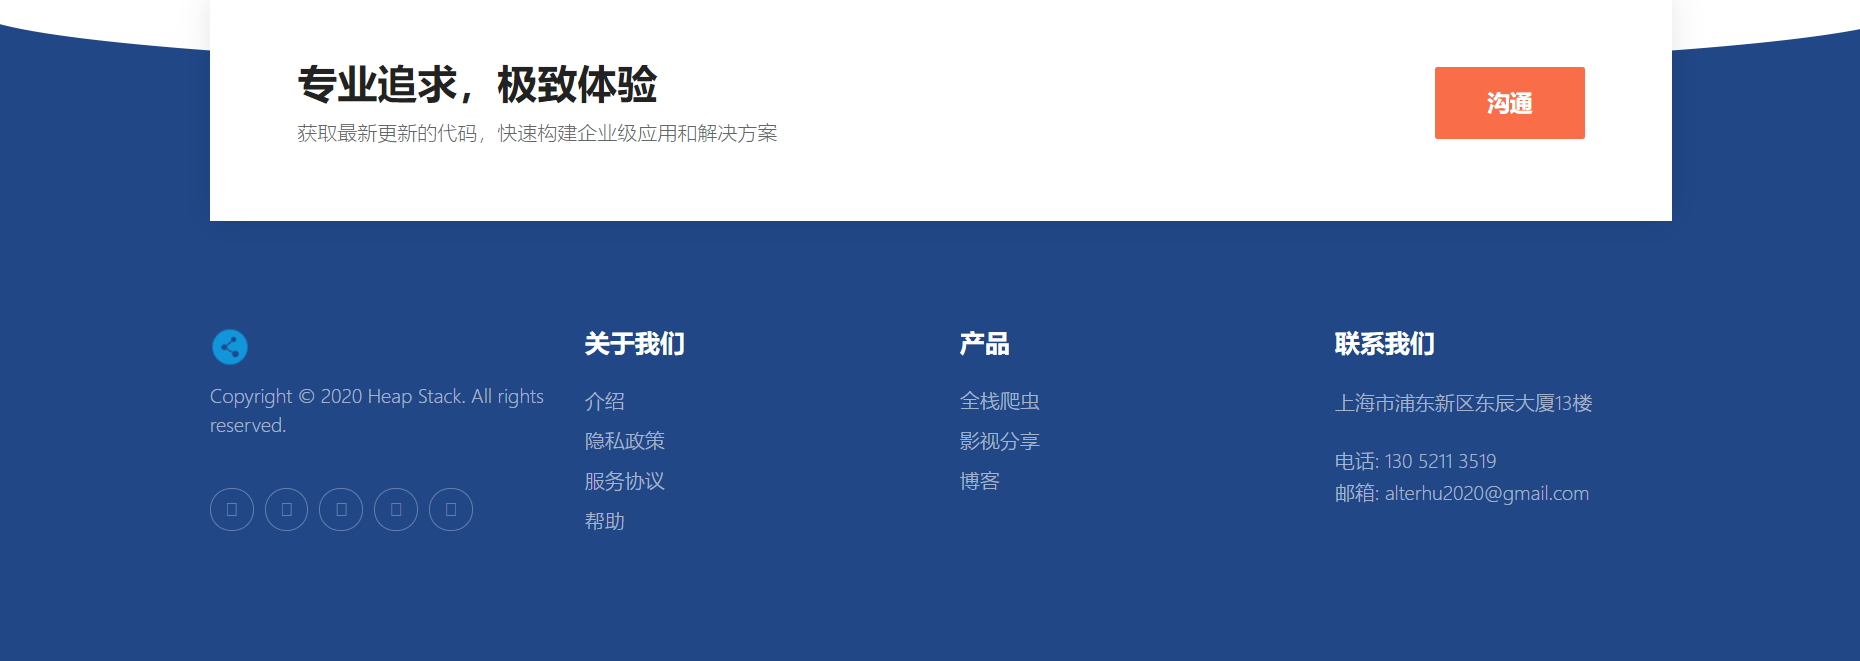 专业追求，极致体验
获取最新更新的代码，快速构建企业级应用和解决方案
沟通
Copyright © 2020 Heap Stack. All rights
reserved.
关于我们
介绍
隐私政策
服务协议
帮助
产品
全栈爬虫
影视分享
博客
联系我们
上海市浦东新区东辰大厦13楼
电话: 130 5211 3519
邮箱: alterhu2020@gmail.com